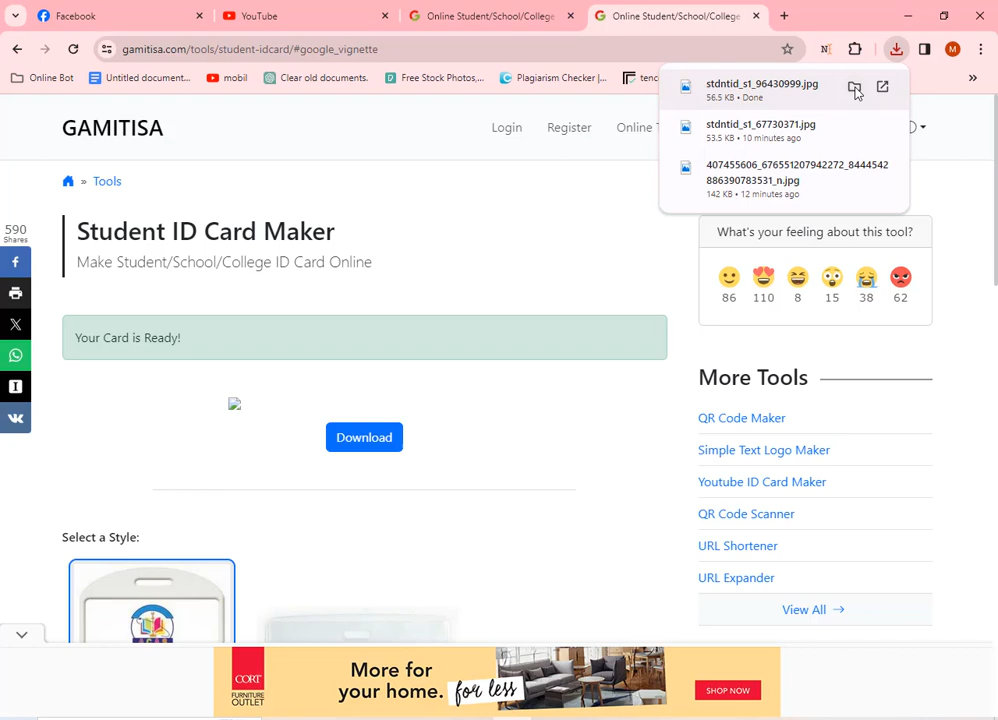 Facebook
YouTube
Online Student/School/College
Online Student/School/College
gamitisa.com/tools/student-idcard/#google_vignette
M
Online Bot
Untitled document...
mobil
Clear old documents.
Free Stock Photos,...
Plagiarism Checker |...
tenc
stdntid_s1_96430999.jpg
56.5 KB • Done
stdntid_s1_67730371.jpg
53.5 KB • 10 minutes ago
407455606_676551207942272_8444542
886390783531_n.jpg
142 KB • 12 minutes ago
GAMITISA
Login
Register
Online T
» Tools
590
Shares
Student ID Card Maker
Make Student/School/College ID Card Online
Your Card is Ready!
Download
Select a Style:
What's your feeling about this tool?
86
110
8
15
38
62
More Tools
QR Code Maker
Simple Text Logo Maker
Youtube ID Card Maker
QR Code Scanner
URL Shortener
URL Expander
View All →
CORT
FURNITURE
OUTLET
More for
your home. for less
SHOP NOW